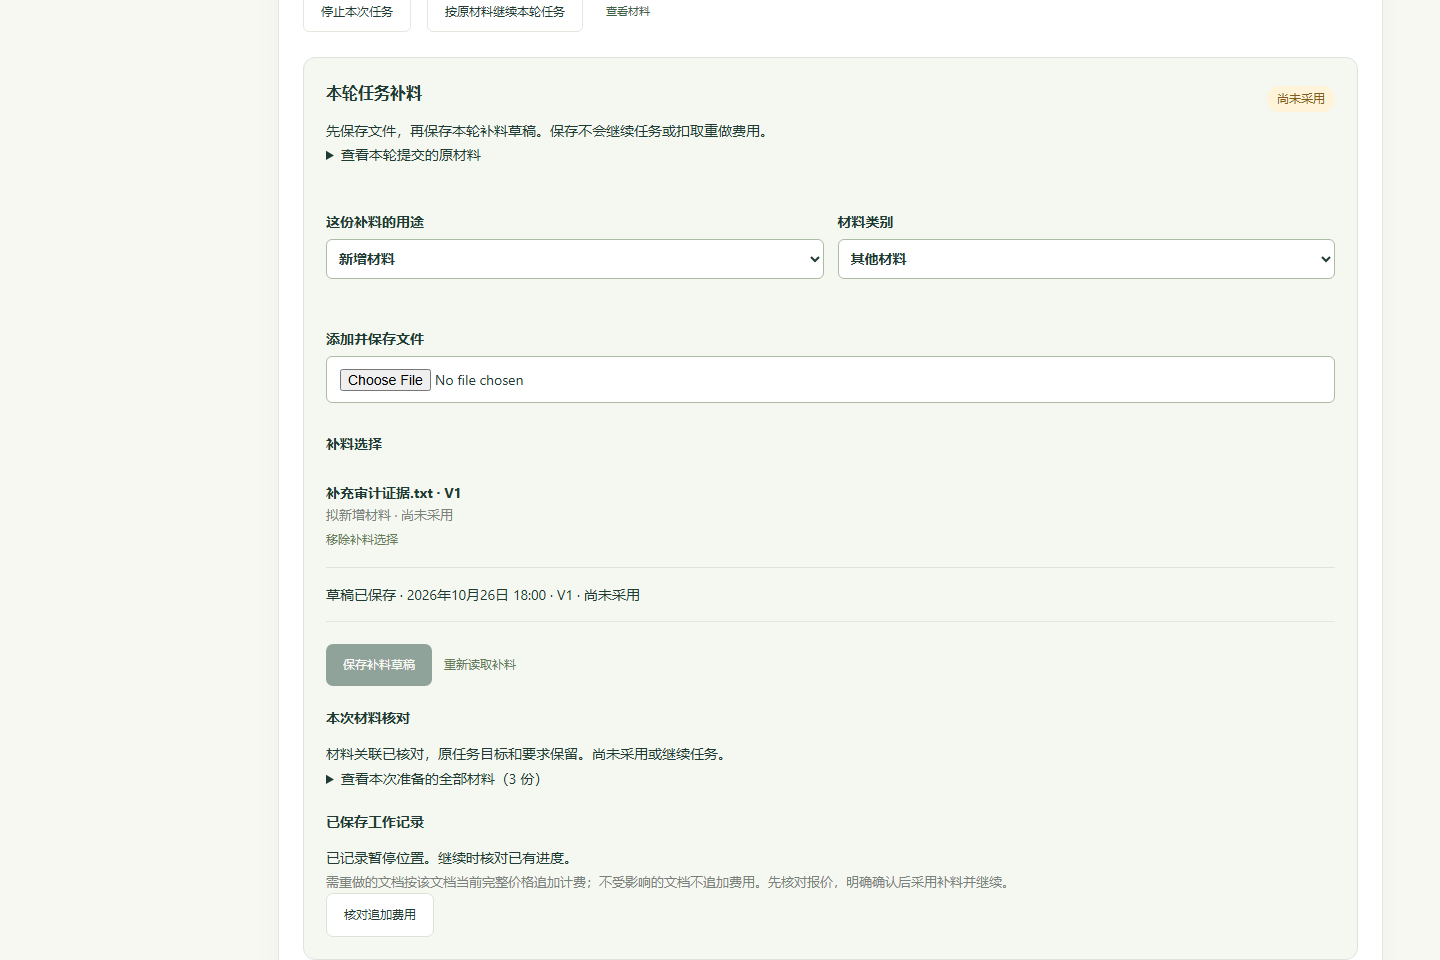 停止本次任务
按原材料继续本轮任务
查看材料
本轮任务补料
尚未采用
先保存文件，再保存本轮补料草稿。保存不会继续任务或扣取重做费用。
查看本轮提交的原材料
这份补料的用途
材料类别
新增材料
其他材料
添加并保存文件
Choose File No file chosen
补料选择
补充审计证据.txt · V1
拟新增材料 · 尚未采用
移除补料选择
草稿已保存 · 2026年10月26日 18:00 · V1 · 尚未采用
保存补料草稿
重新读取补料
本次材料核对
材料关联已核对，原任务目标和要求保留。尚未采用或继续任务。
查看本次准备的全部材料（3 份）
已保存工作记录
已记录暂停位置。继续时核对已有进度。
需重做的文档按该文档当前完整价格追加计费；不受影响的文档不追加费用。先核对报价，明确确认后采用补料并继续。
核对追加费用